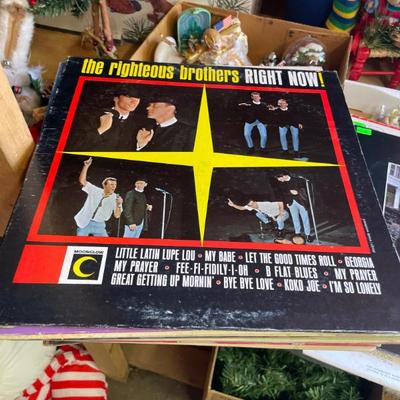 the righteous brothers RIGHT NOW!
MOONGLOW
LITTLE LATIN LUPE LOU • MY BABE • LET THE GOOD TIMES ROLL • GEORGIA
MY PRAYER • FEE-FI-FIDILY-I-OH • B FLAT BLUES • MY PRAYER
GREAT GETTING UP MORNIN' • BYE BYE LOVE • KOKO JOE • I'M SO LONELY